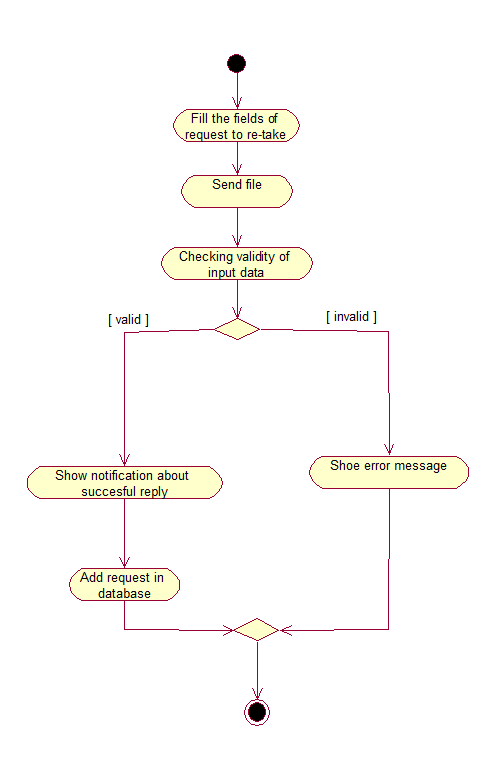 Fill the fields of
request to re-take
Send file
Checking validity of
input data
[ valid ]
[ invalid ]
Show notification about
succesful reply
Shoe error message
Add request in
database